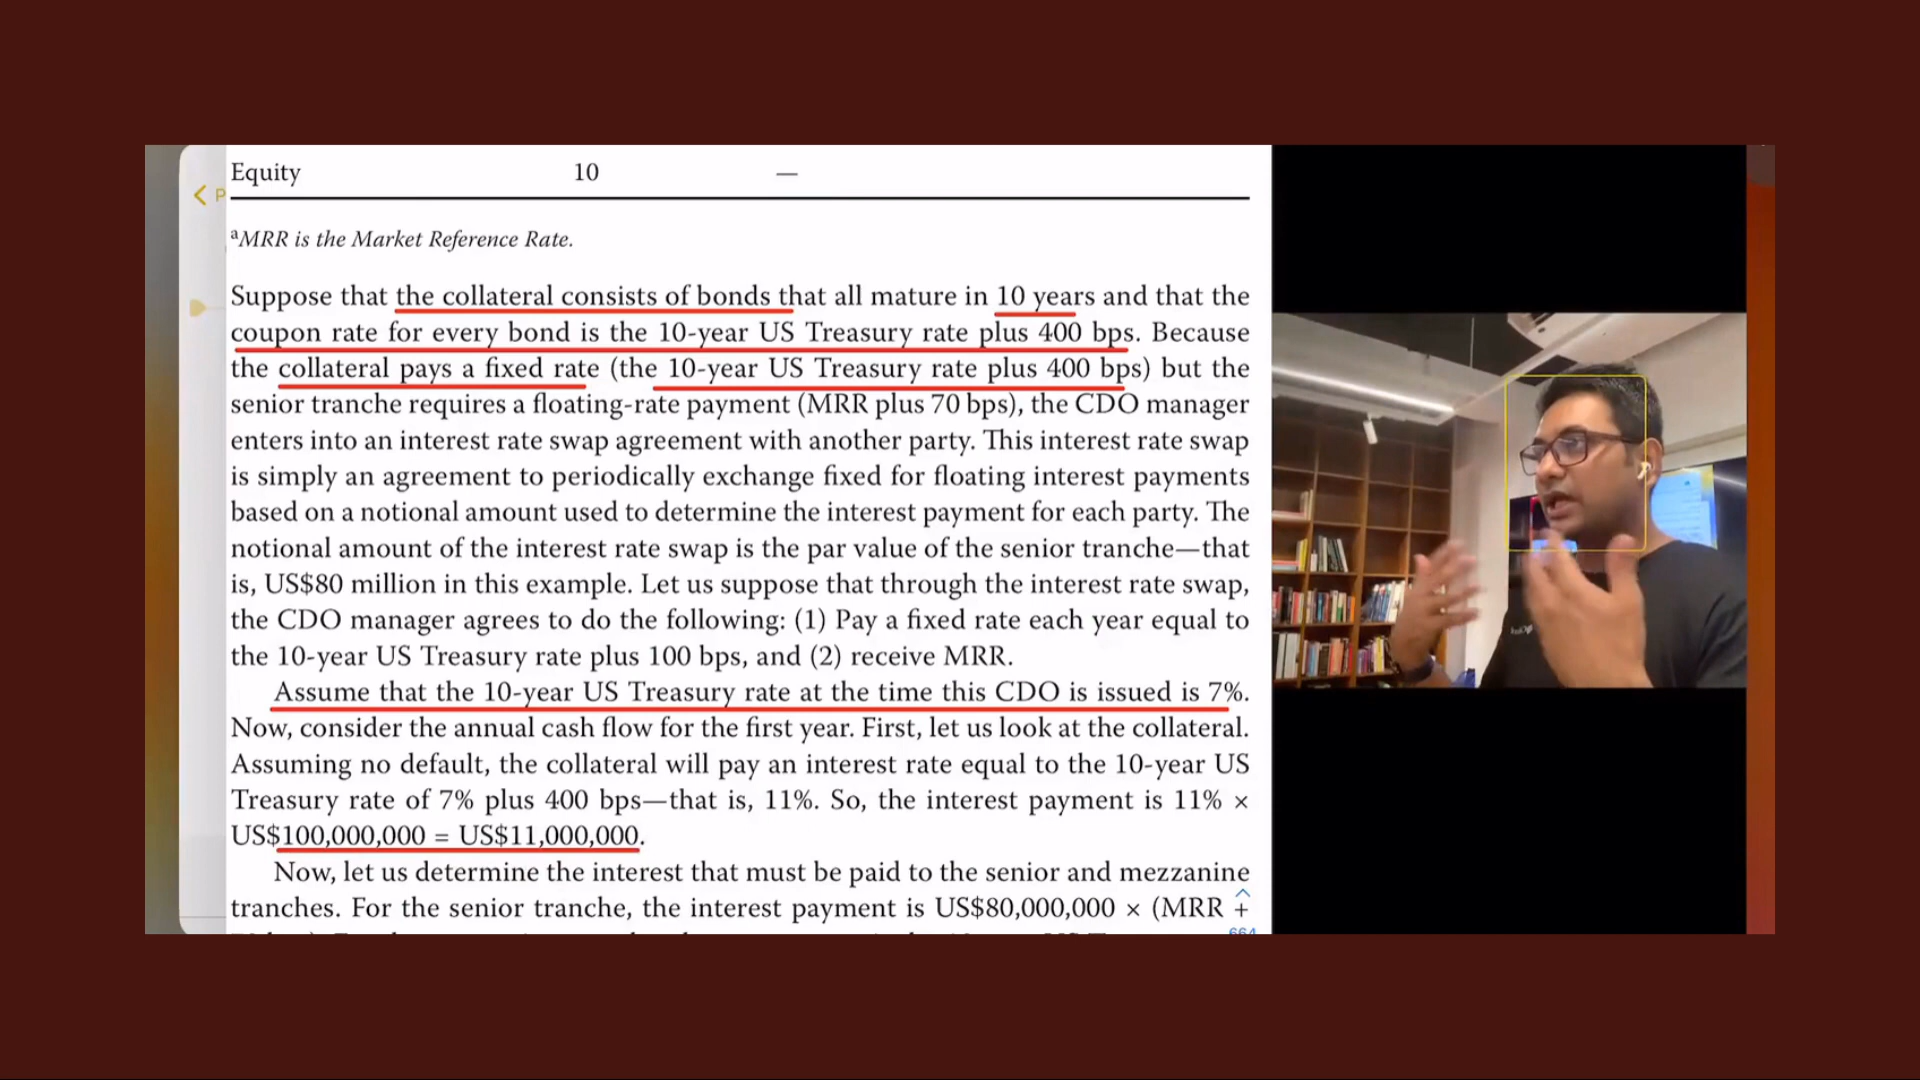 Equity 10 —
P
ᵃMRR is the Market Reference Rate.
Suppose that the collateral consists of bonds that all mature in 10 years and that the
coupon rate for every bond is the 10-year US Treasury rate plus 400 bps. Because
the collateral pays a fixed rate (the 10-year US Treasury rate plus 400 bps) but the
senior tranche requires a floating-rate payment (MRR plus 70 bps), the CDO manager
enters into an interest rate swap agreement with another party. This interest rate swap
is simply an agreement to periodically exchange fixed for floating interest payments
based on a notional amount used to determine the interest payment for each party. The
notional amount of the interest rate swap is the par value of the senior tranche—that
is, US$80 million in this example. Let us suppose that through the interest rate swap,
the CDO manager agrees to do the following: (1) Pay a fixed rate each year equal to
the 10-year US Treasury rate plus 100 bps, and (2) receive MRR.
Assume that the 10-year US Treasury rate at the time this CDO is issued is 7%.
Now, consider the annual cash flow for the first year. First, let us look at the collateral.
Assuming no default, the collateral will pay an interest rate equal to the 10-year US
Treasury rate of 7% plus 400 bps—that is, 11%. So, the interest payment is 11% ×
US$100,000,000 = US$11,000,000.
Now, let us determine the interest that must be paid to the senior and mezzanine
tranches. For the senior tranche, the interest payment is US$80,000,000 × (MRR +
664